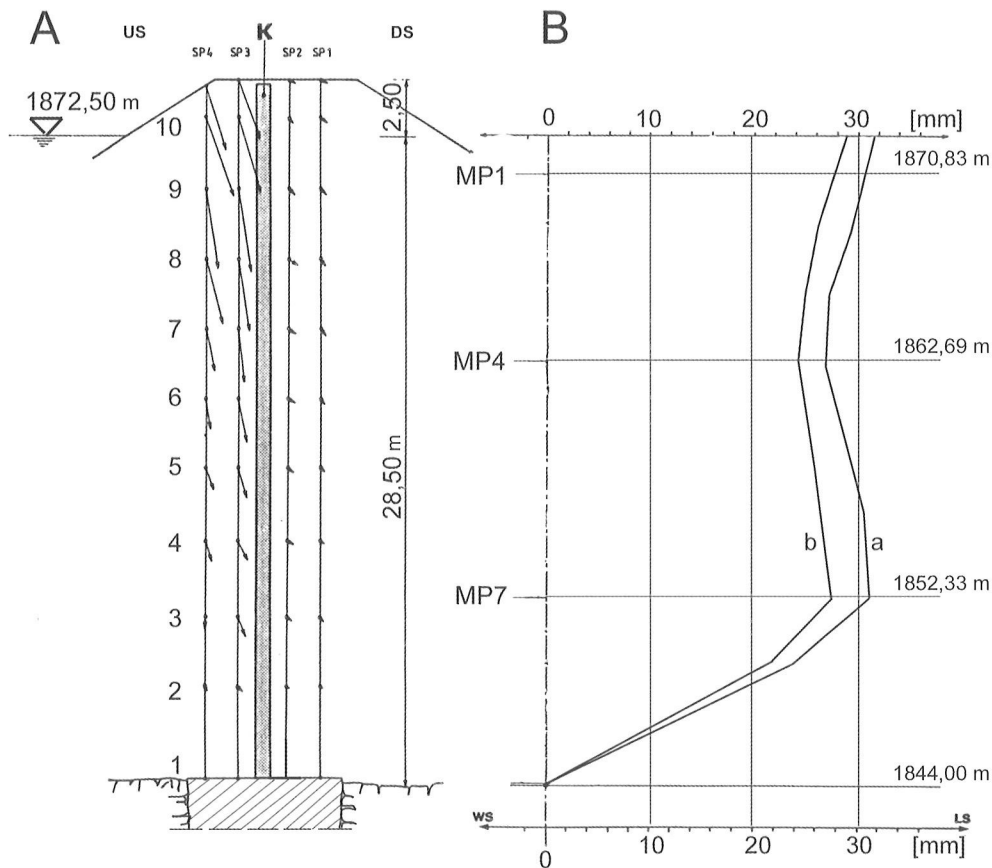 A
US
K
DS
B
SP4
SP3
SP2
SP1
1872,50 m
2,50
10
9
8
7
6
5
4
3
2
1
28,50 m
0
10
20
30
[mm]
MP1
1870,83 m
MP4
1862,69 m
b
a
MP7
1852,33 m
1844,00 m
WS
LS
0
10
20
30
[mm]